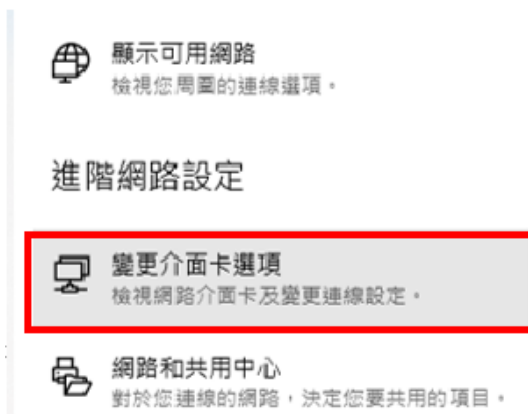 顯示可用網路
檢視您周圍的連線選項。
進階網路設定
變更介面卡選項
檢視網路介面卡及變更連線設定。
網路和共用中心
對於您連線的網路，決定您要共用的項目。